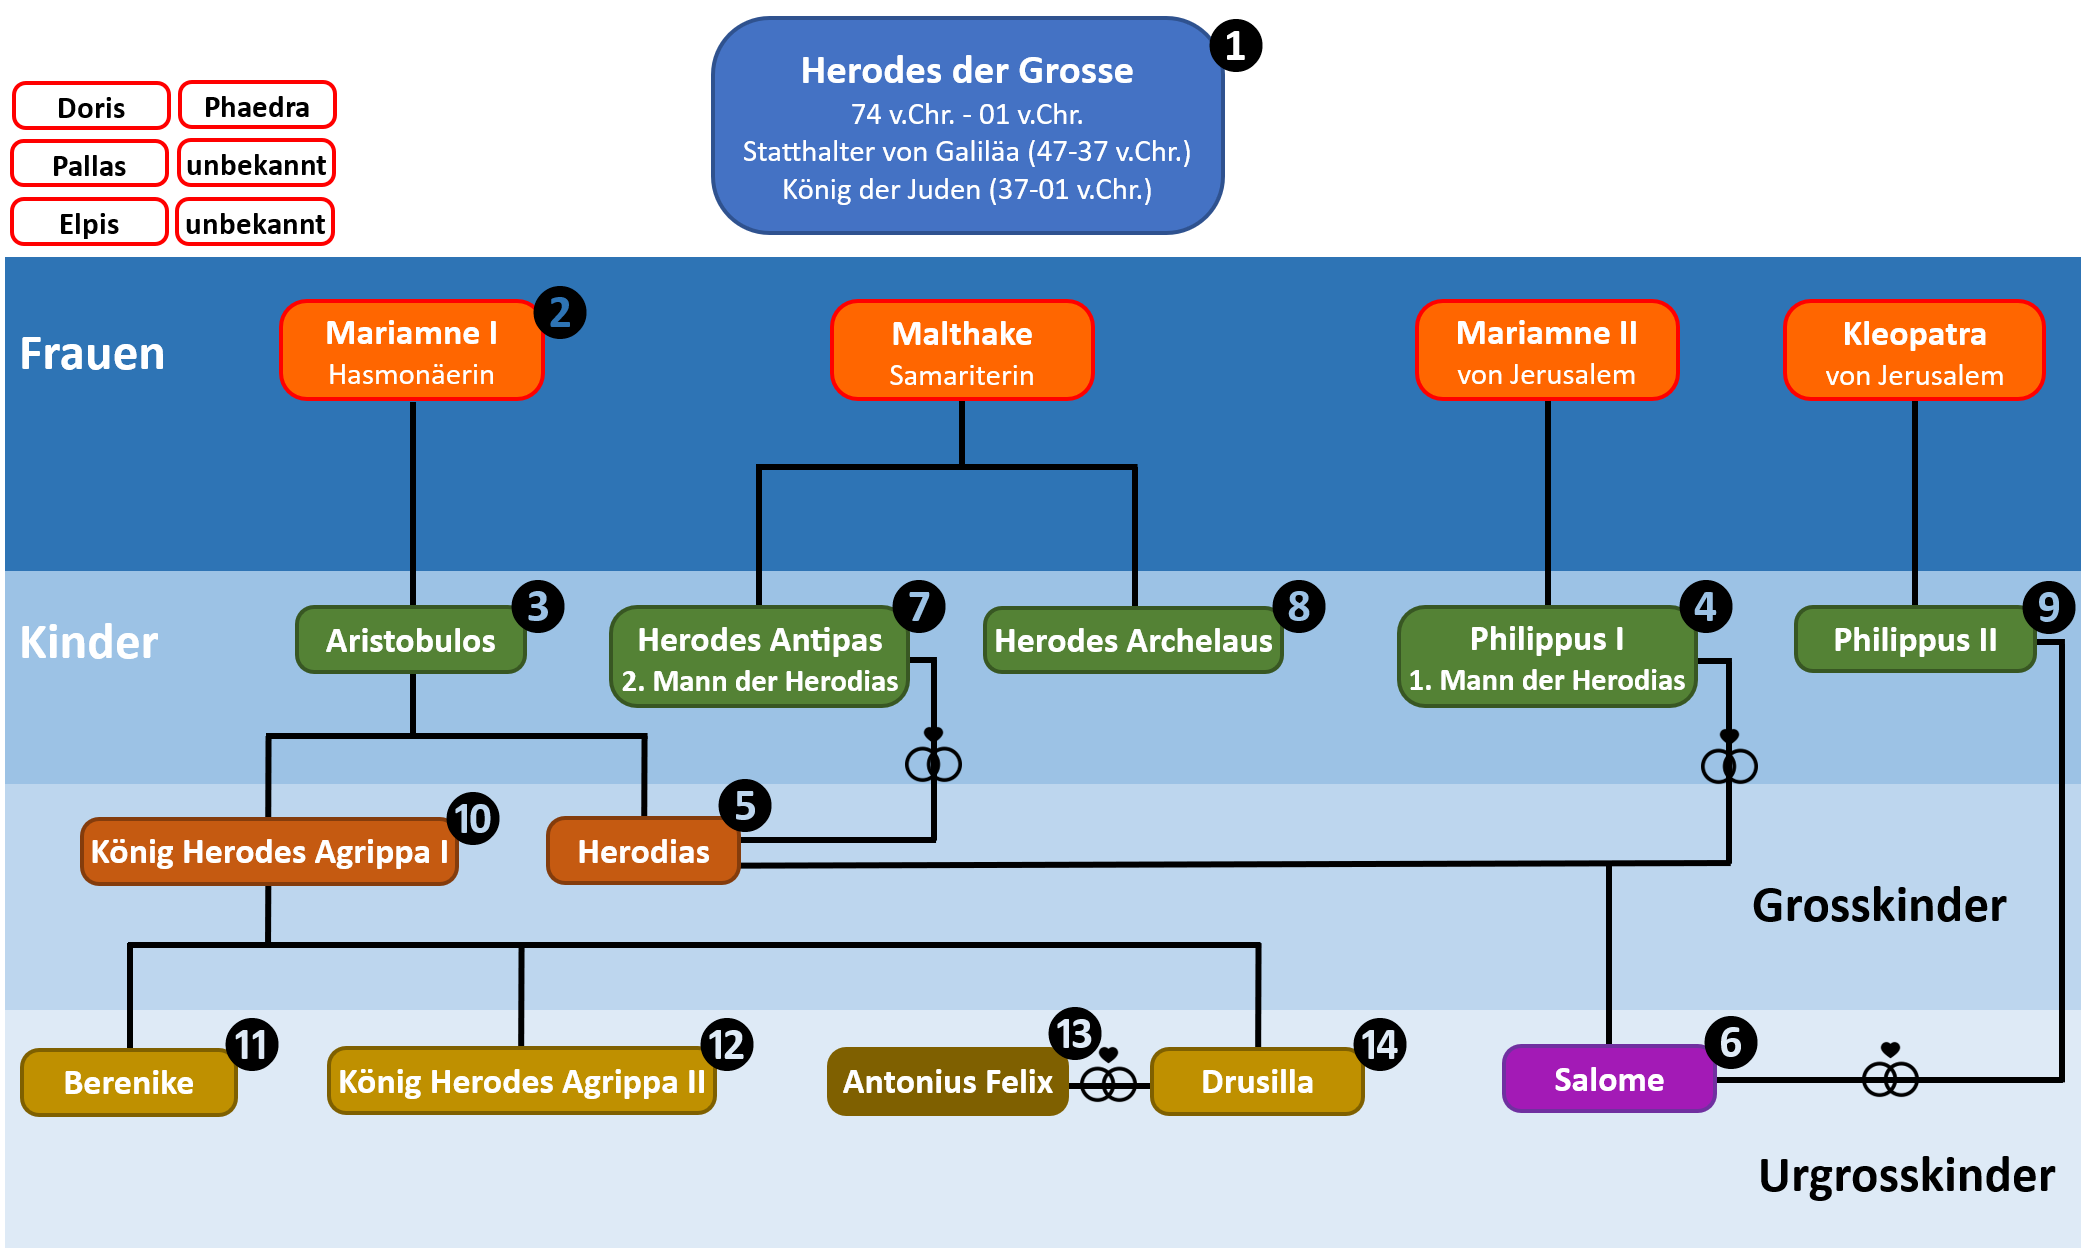 1
Herodes der Grosse
74 v.Chr. - 01 v.Chr.
Statthalter von Galiläa (47-37 v.Chr.)
König der Juden (37-01 v.Chr.)
Doris
Phaedra
Pallas
unbekannt
Elpis
unbekannt
Frauen
2
Mariamne I
Hasmonäerin
Malthake
Samariterin
Mariamne II
von Jerusalem
Kleopatra
von Jerusalem
Kinder
3
Aristobulos
7
Herodes Antipas
2. Mann der Herodias
8
Herodes Archelaus
4
Philippus I
1. Mann der Herodias
9
Philippus II
10
König Herodes Agrippa I
5
Herodias
Grosskinder
11
Berenike
12
König Herodes Agrippa II
13
Antonius Felix
14
Drusilla
6
Salome
Urgrosskinder